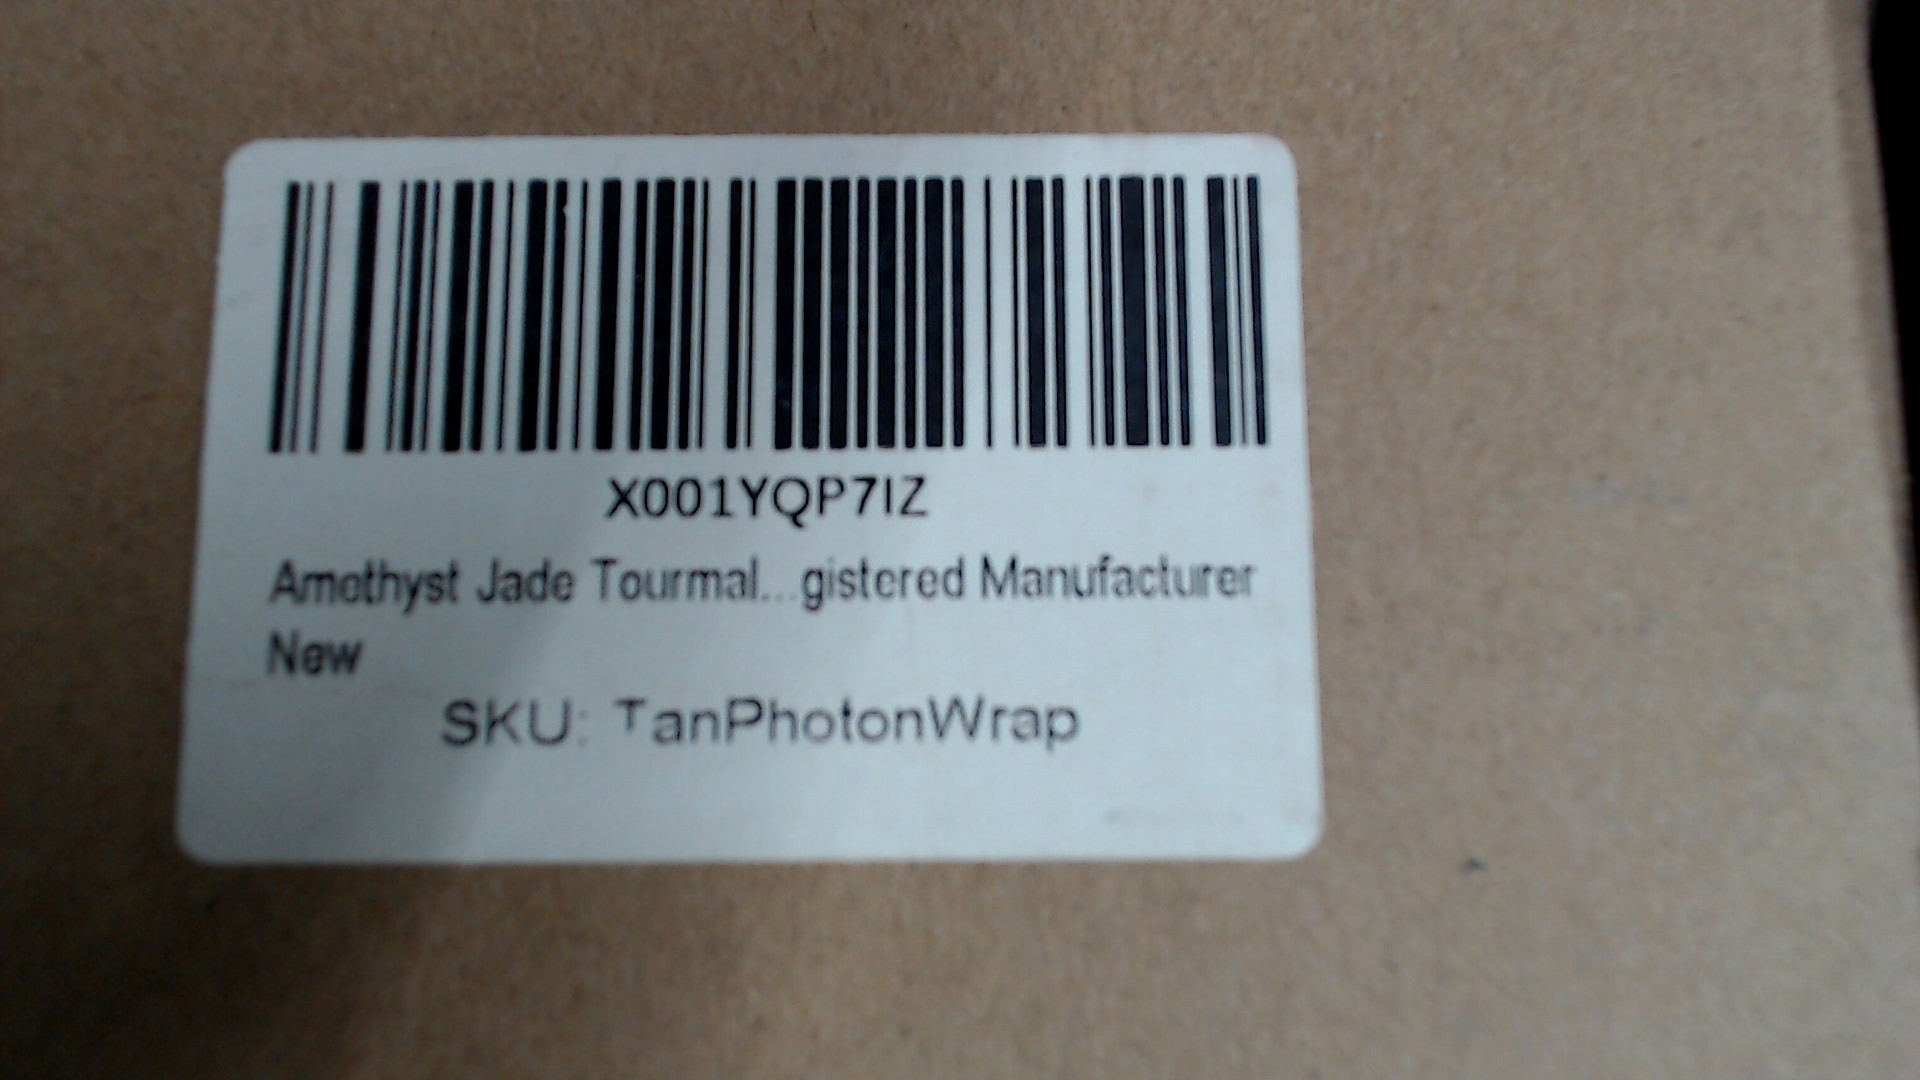 X001YQP7IZ
Amethyst Jade Tourmal...gistered Manufacturer
New
SKU: TanPhotonWrap